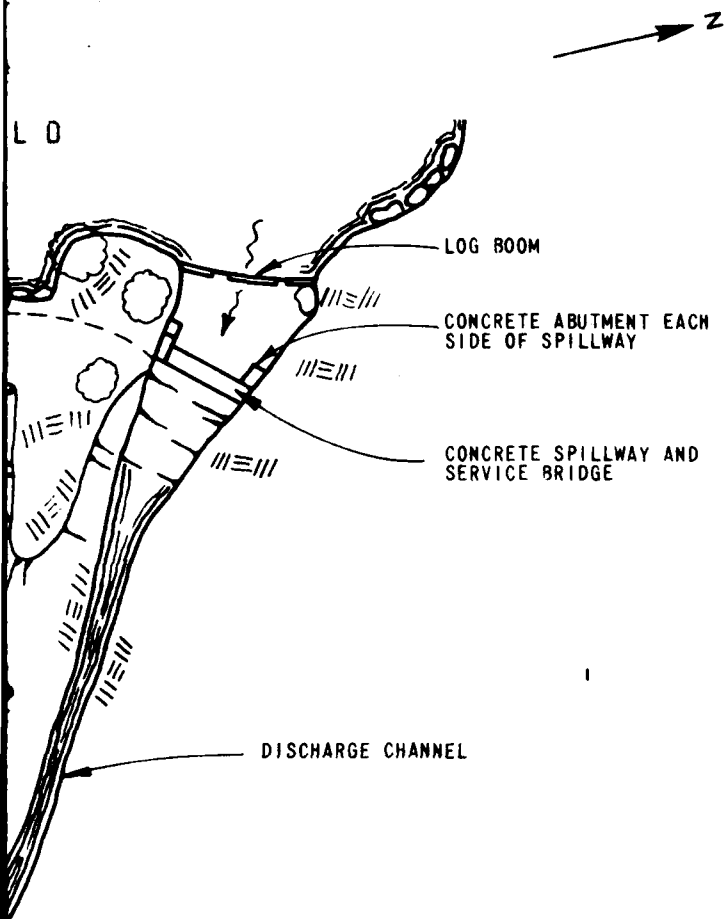 N
L D
LOG BOOM
CONCRETE ABUTMENT EACH
SIDE OF SPILLWAY
CONCRETE SPILLWAY AND
SERVICE BRIDGE
DISCHARGE CHANNEL